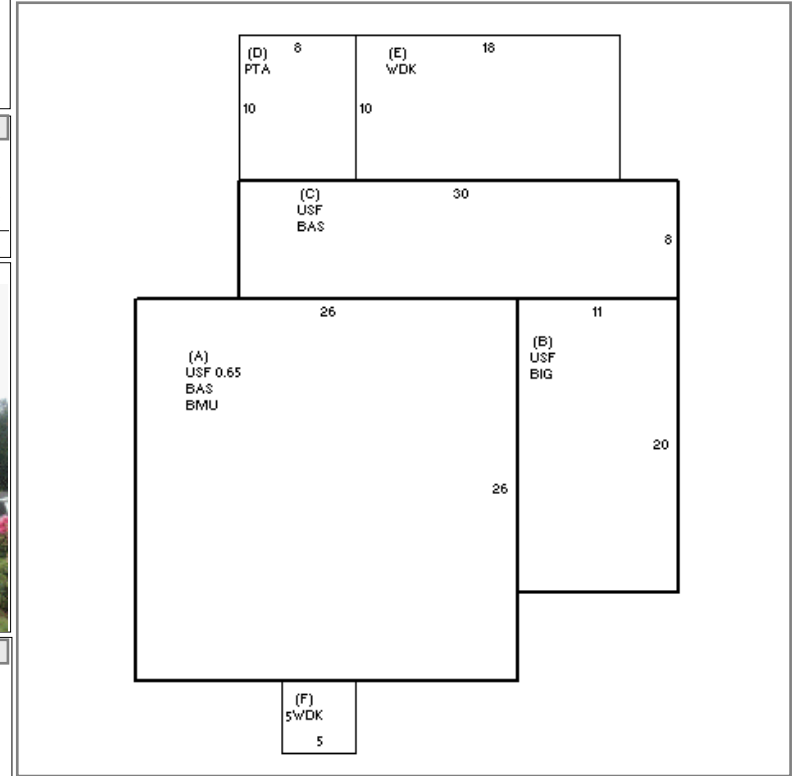 (D) 8
PTA
10
(E) 18
WDK
10
(C) 30
USF
BAS
8
26
(A)
USF 0.65
BAS
BMU
26
11
(B)
USF
BIG
20
(F)
5WDK
5